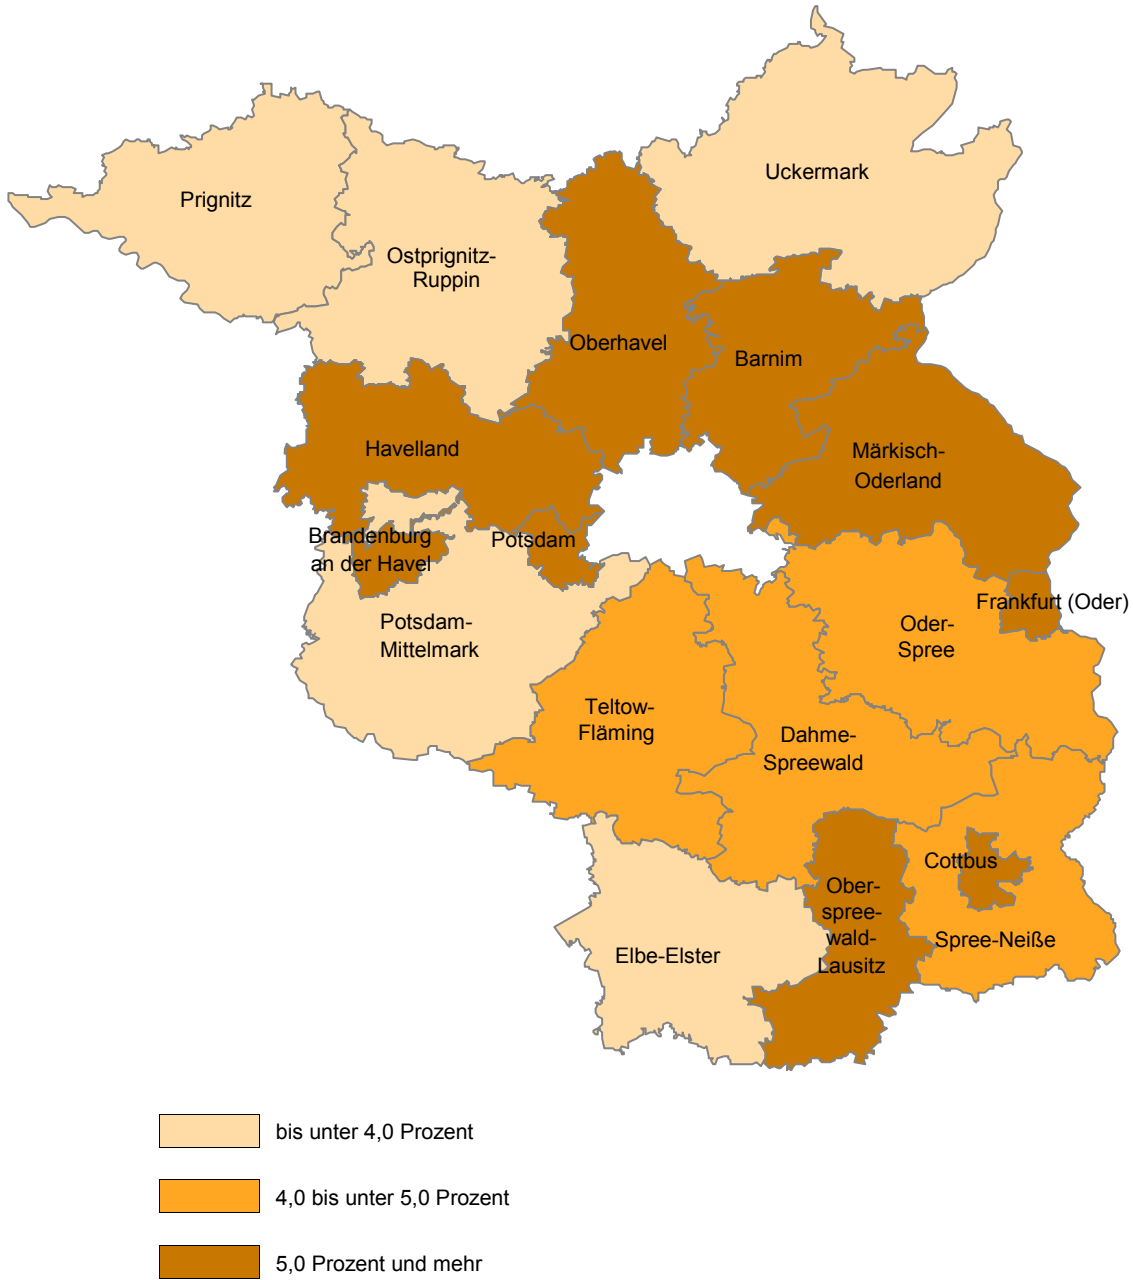 Uckermark
Prignitz
Ostprignitz-
Ruppin
Oberhavel
Barnim
Havelland
Märkisch-
Oderland
Brandenburg
an der Havel
Potsdam
Frankfurt (Oder)
Potsdam-
Mittelmark
Oder-
Spree
Teltow-
Fläming
Dahme-
Spreewald
Cottbus
Ober-
spree-
wald-
Lausitz
Spree-Neiße
Elbe-Elster
bis unter 4,0 Prozent
4,0 bis unter 5,0 Prozent
5,0 Prozent und mehr